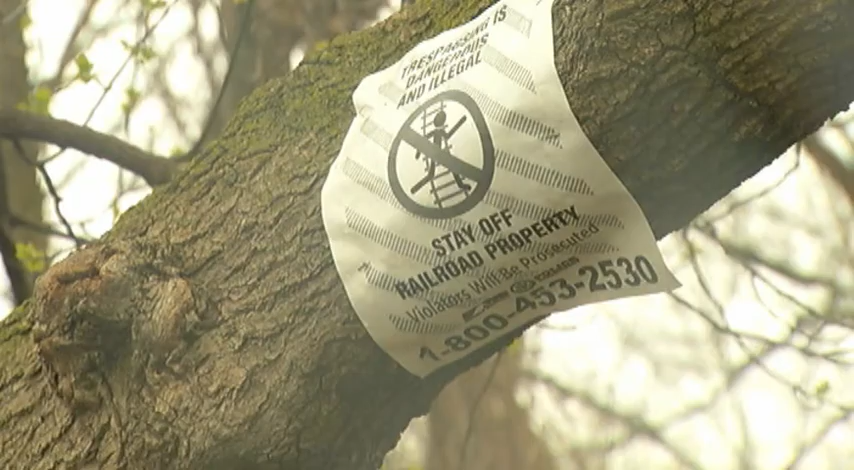 TRESPASSING IS
DANGEROUS
AND ILLEGAL
STAY OFF
RAILROAD PROPERTY
Violators Will Be Prosecuted
1-800-453-2530